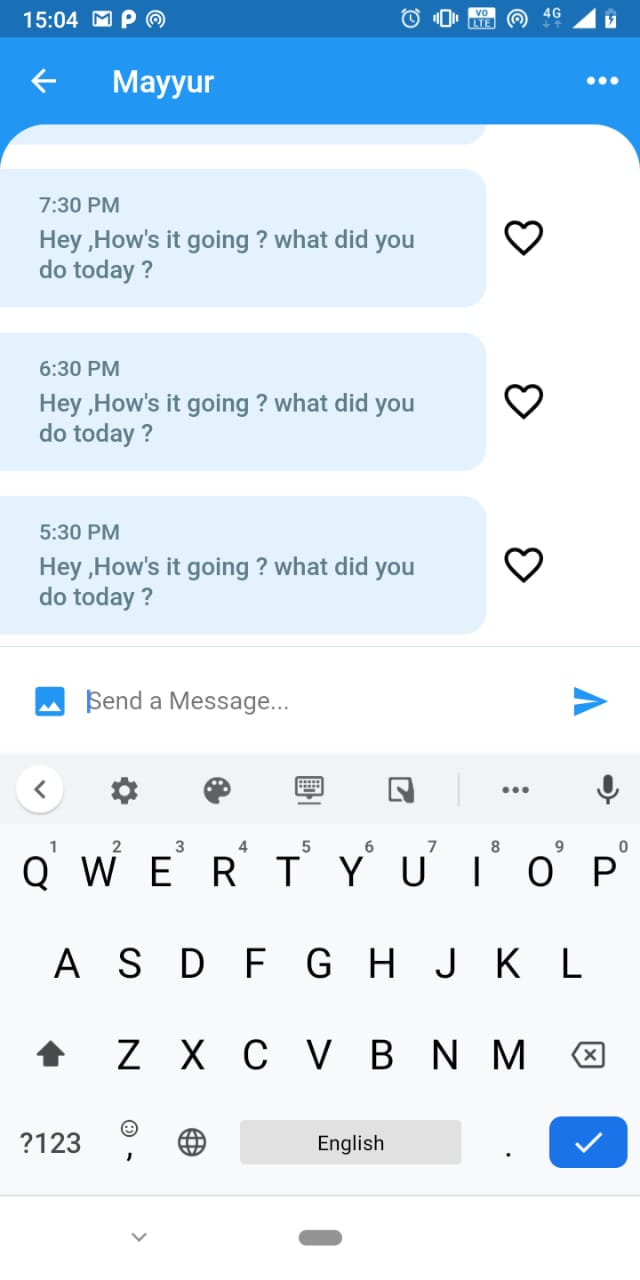 15:04
VO LTE
4G
Mayyur
7:30 PM
Hey ,How's it going ? what did you
do today ?
6:30 PM
Hey ,How's it going ? what did you
do today ?
5:30 PM
Hey ,How's it going ? what did you
do today ?
Send a Message...
1 2 3 4 5 6 7 8 9 0
Q W E R T Y U I O P
A S D F G H J K L
Z X C V B N M
?123 , English .